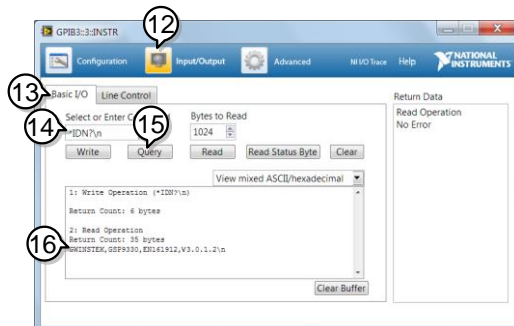 GPIB3::3::INSTR
12
Configuration
Input/Output
Advanced
NI I/O Trace
Help
NATIONAL
INSTRUMENTS
13
Basic I/O
Line Control
Return Data
14
Select or Enter
15
Bytes to Read
Read Operation
No Error
*IDN?\n
1024
Write
Query
Read
Read Status Byte
Clear
View mixed ASCII/hexadecimal
1: Write Operation (*IDN?\n)
Return Count: 6 bytes
2: Read Operation
16
Return Count: 35 bytes
GWINSTEK,GSP9330,EN161912,V3.0.1.2\n
Clear Buffer